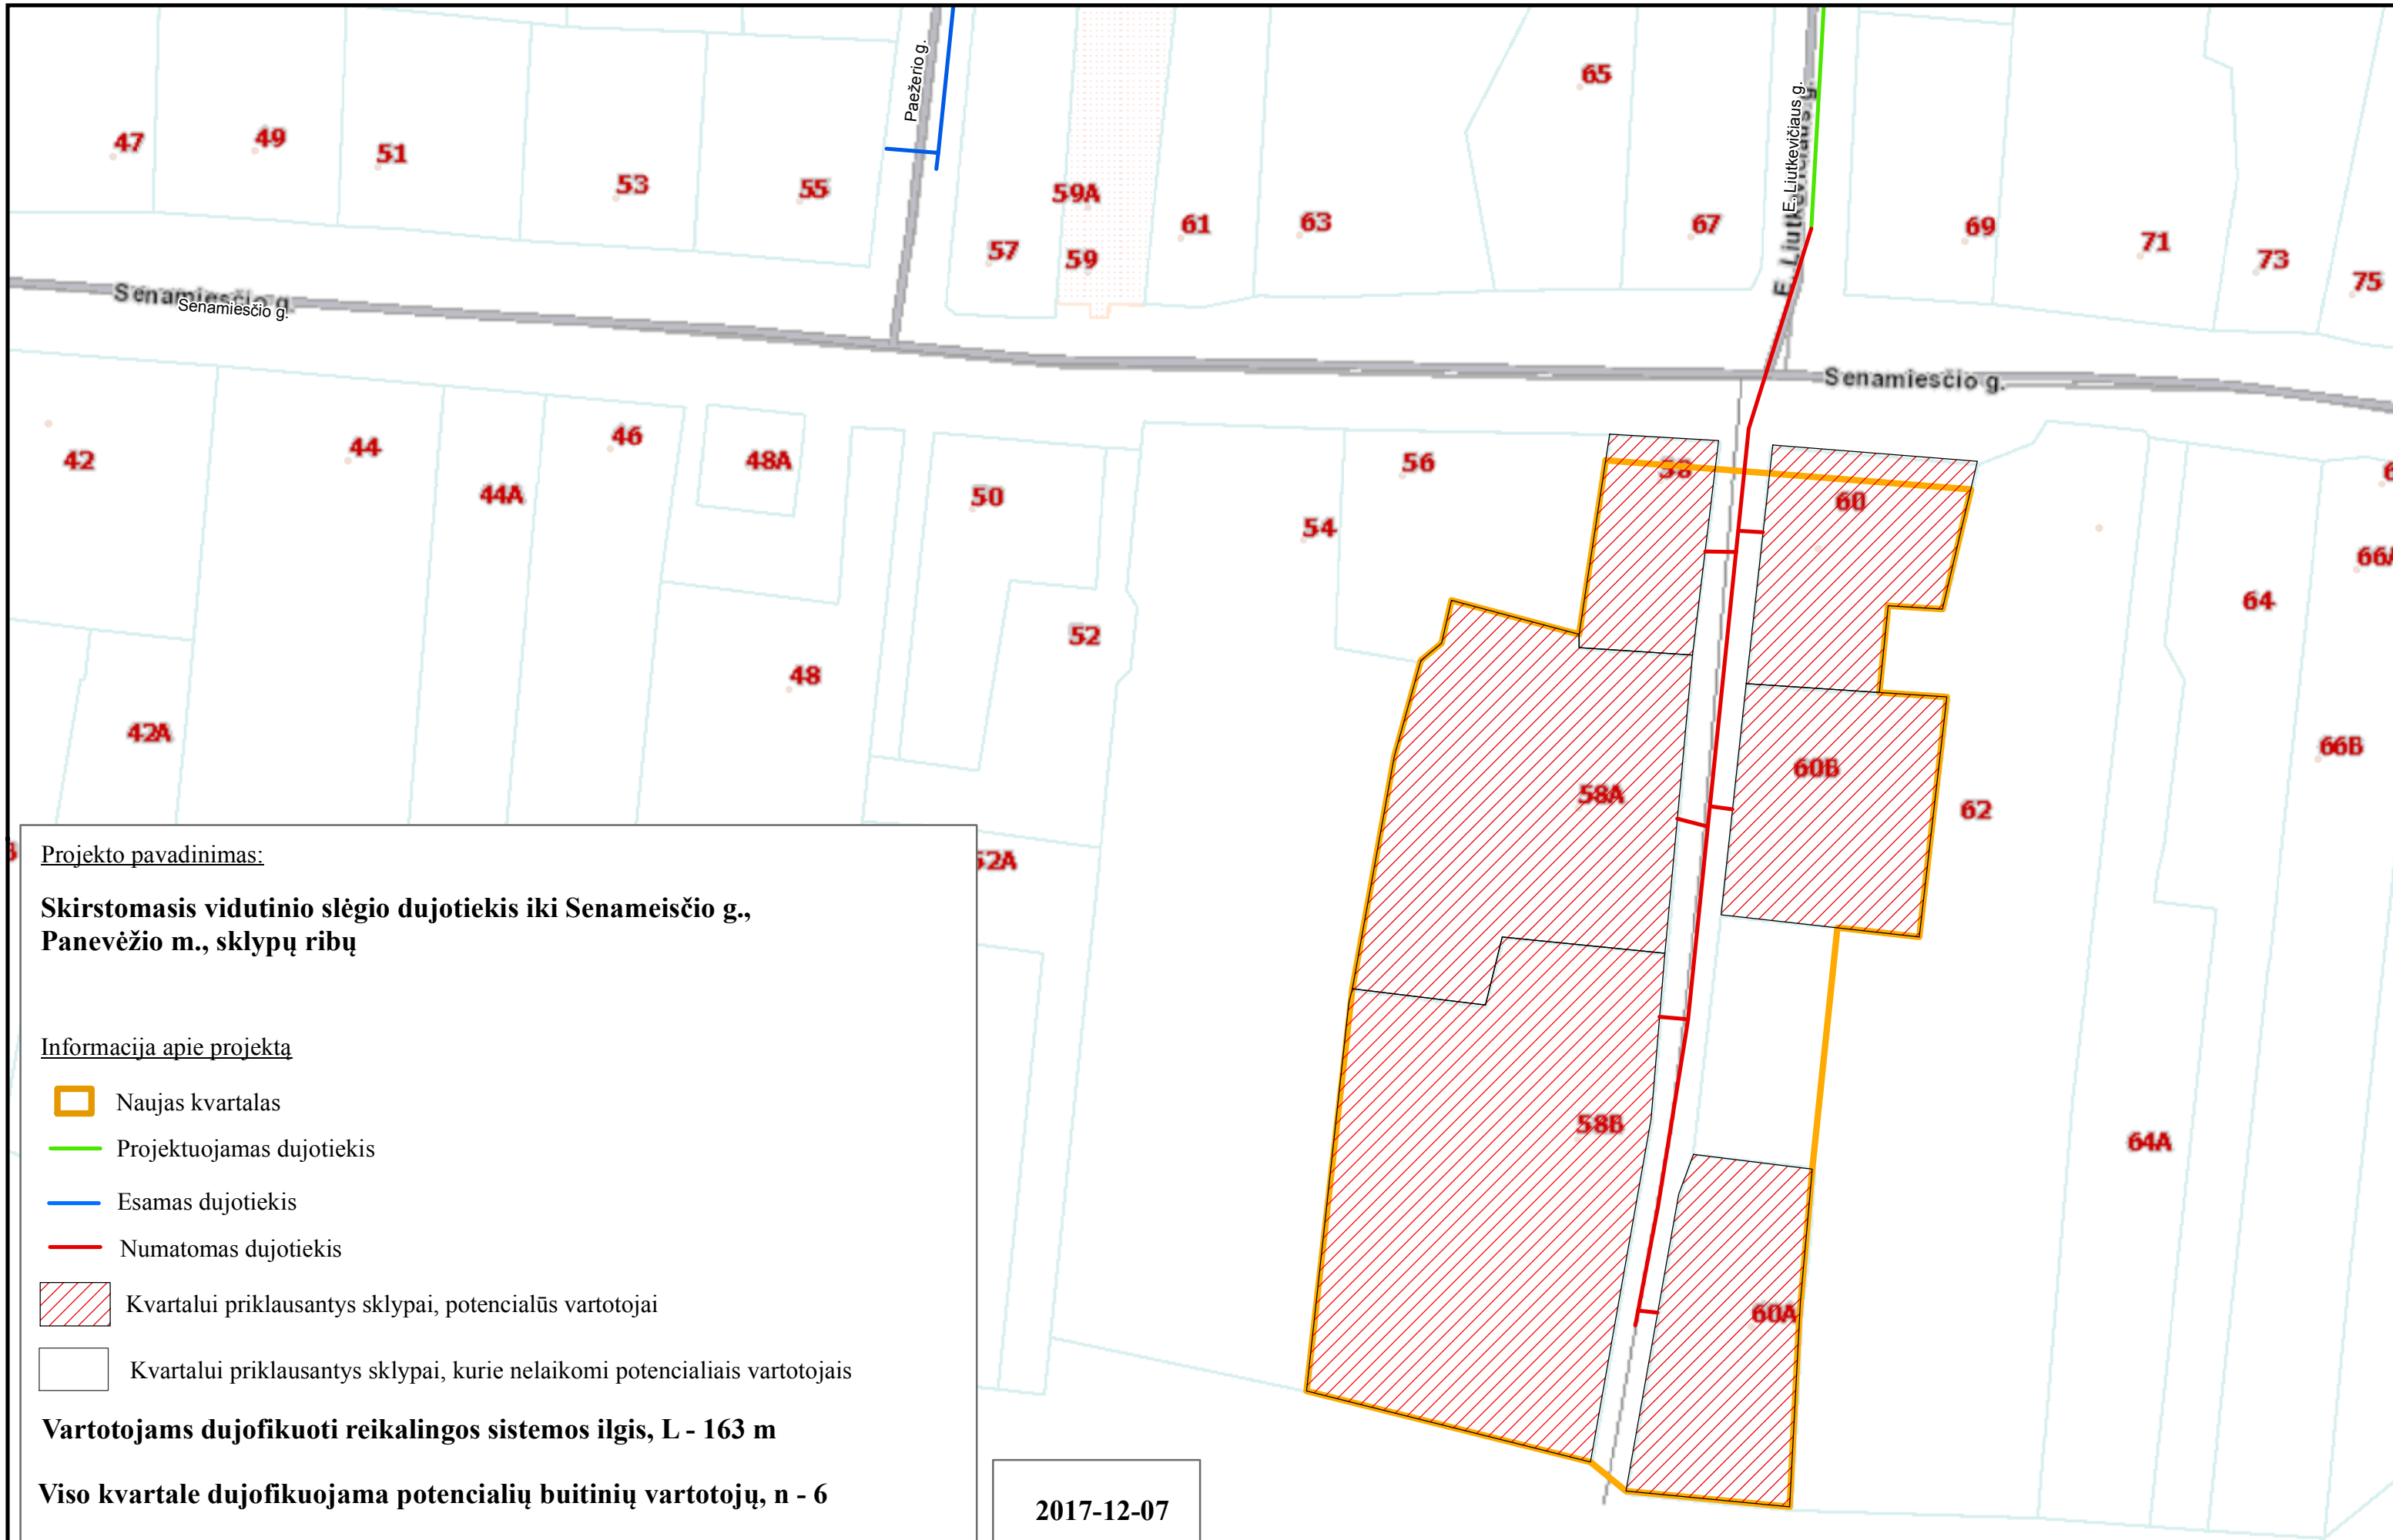 Paežerio g.
E. Liutkevičiaus g.
E. Liutkevičiaus g.
65
47
49
51
53
55
59A
57
59
61
63
67
69
71
73
75
Senamiesčio g.
Senamiesčio g.
Senamiesčio g.
42
44
44A
46
48A
50
54
56
58
60
66A
64
52
48
42A
58A
60B
62
66B
52A
58B
64A
60A
Projekto pavadinimas:
Skirstomasis vidutinio slėgio dujotiekis iki Senameisčio g.,
Panevėžio m., sklypų ribų
Informacija apie projektą
Naujas kvartalas
Projektuojamas dujotiekis
Esamas dujotiekis
Numatomas dujotiekis
Kvartalui priklausantys sklypai, potencialūs vartotojai
Kvartalui priklausantys sklypai, kurie nelaikomi potencialiais vartotojais
Vartotojams dujofikuoti reikalingos sistemos ilgis, L - 163 m
Viso kvartale dujofikuojama potencialių buitinių vartotojų, n - 6
2017-12-07